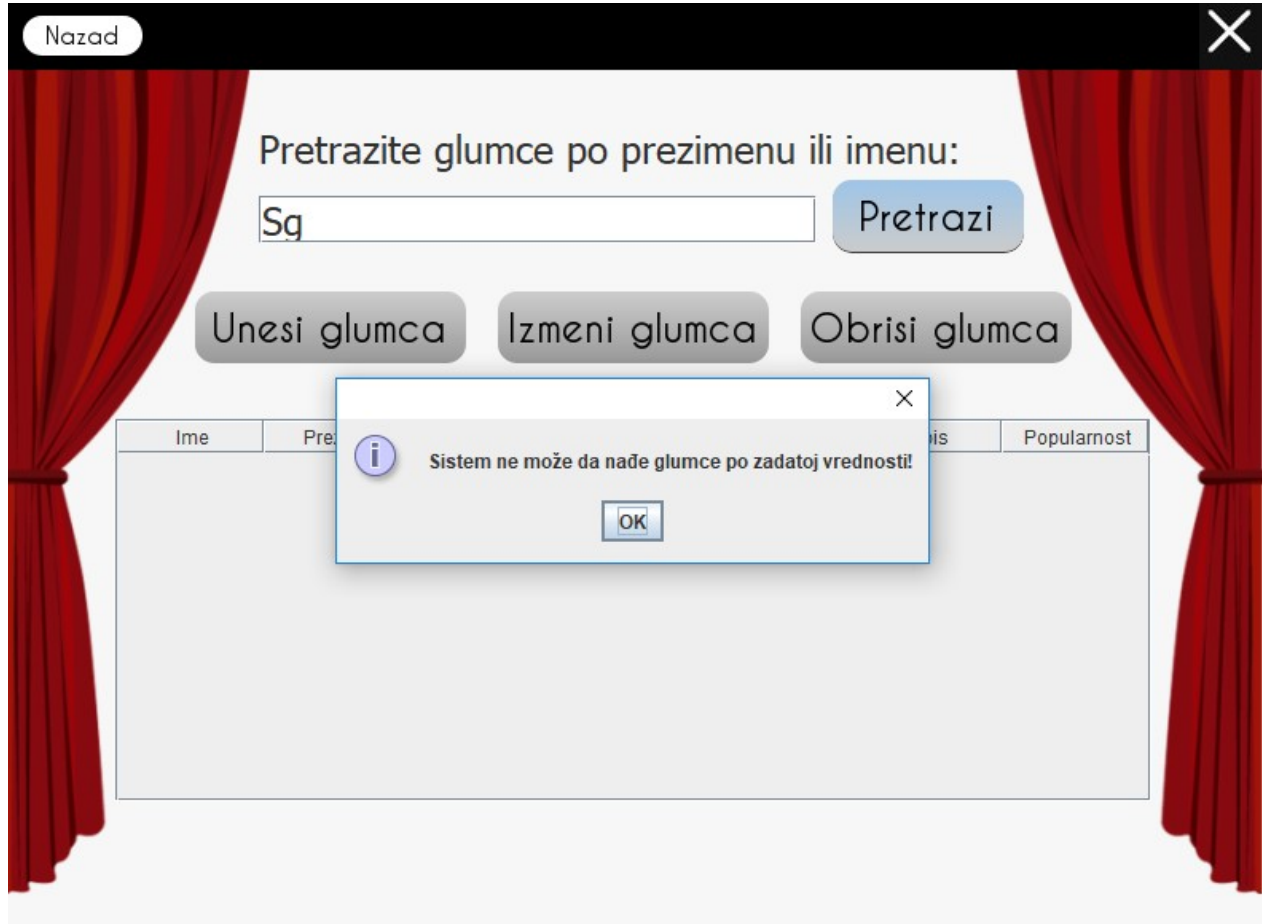 Nazad
Pretrazite glumce po prezimenu ili imenu:
Sg
Pretrazi
Unesi glumca Izmeni glumca Obrisi glumca
Ime Popularnost
Sistem ne može da nađe glumce po zadatoj vrednosti!
OK